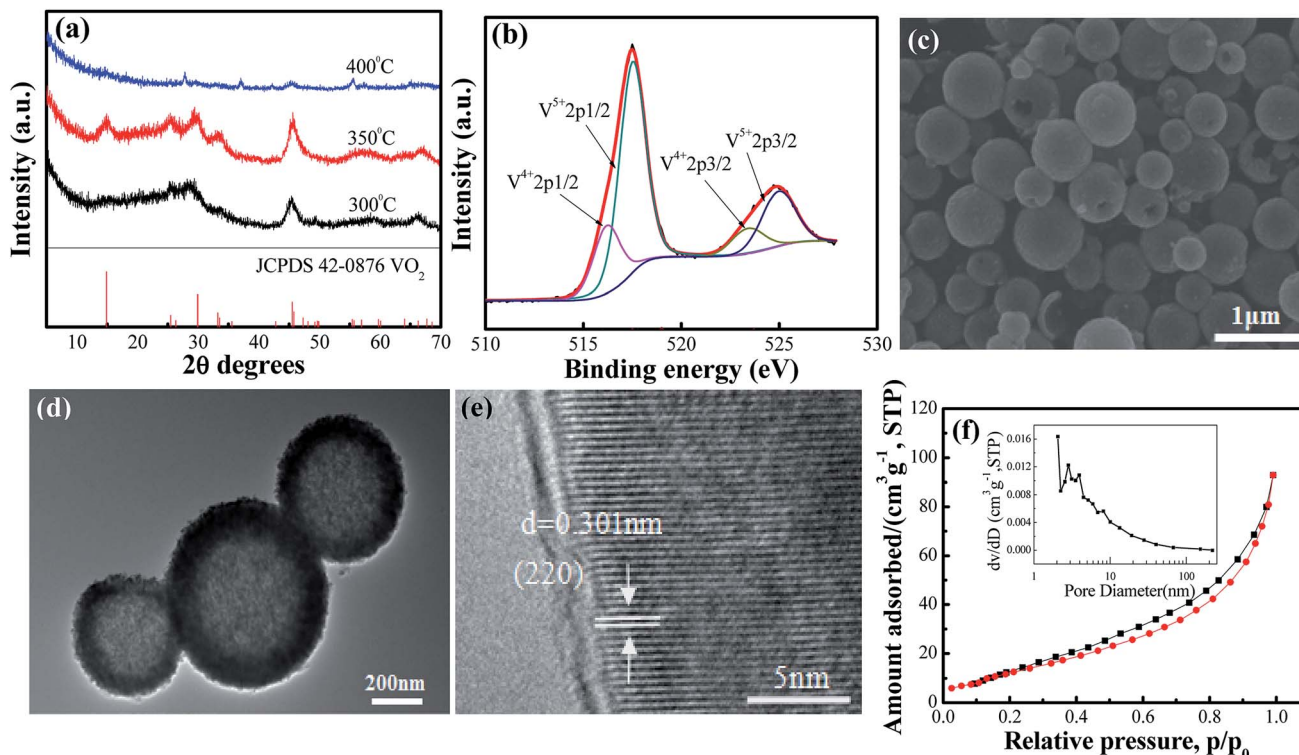 (a)
400⁰C
350⁰C
300⁰C
JCPDS 42-0876 VO₂
Intensity (a.u.)
10 20 30 40 50 60 70
2θ degrees
(b)
V⁵⁺2p1/2
V⁵⁺2p3/2
V⁴⁺2p3/2
V⁴⁺2p1/2
Intensity (a.u.)
510 515 520 525 530
Binding energy (eV)
(c)
1μm
(d)
200nm
(e)
d=0.301nm
(220)
5nm
(f)
Amount adsorbed/(cm³g⁻¹, STP)
120
100
80
60
40
20
0
0.0 0.2 0.4 0.6 0.8 1.0
Relative pressure, p/p₀
dv/dD (cm³g⁻¹,STP)
0.016
0.012
0.008
0.004
0.000
1 10 100
Pore Diameter(nm)